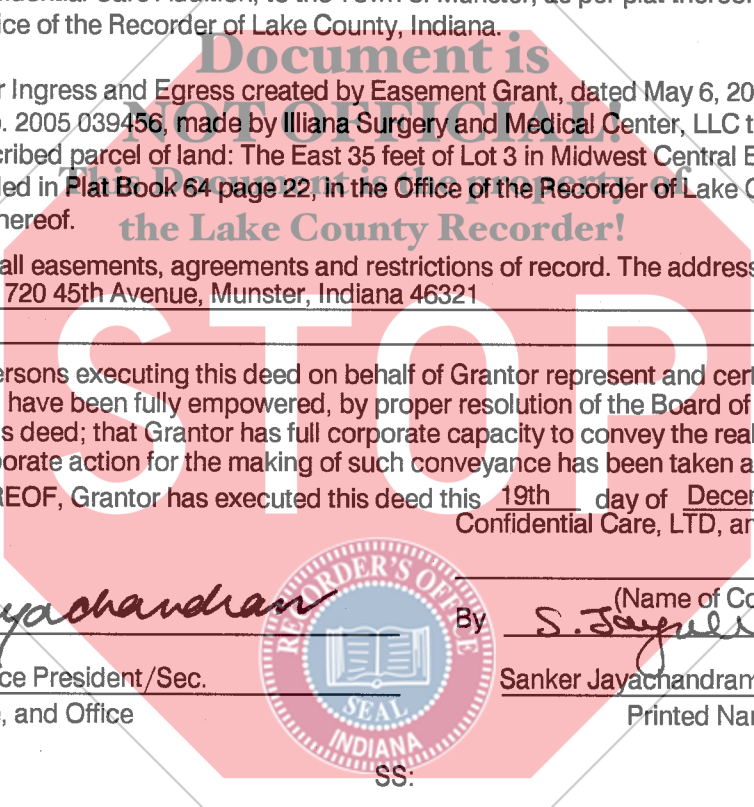 ice of the Recorder of Lake County, Indiana.
Document is
r Ingress and Egress created by Easement Grant, dated May 6, 20
NOT OFFICIAL!
. 2005 039456, made by Illiana Surgery and Medical Center, LLC t
cribed parcel of land: The East 35 feet of Lot 3 in Midwest Central B
This Document is the property of
ded in Plat Book 64 page 22, in the Office of the Recorder of Lake C
hereof.
the Lake County Recorder!
all easements, agreements and restrictions of record. The address
720 45th Avenue, Munster, Indiana 46321
STOP
ersons executing this deed on behalf of Grantor represent and cert
have been fully empowered, by proper resolution of the Board of
s deed; that Grantor has full corporate capacity to convey the real
orate action for the making of such conveyance has been taken a
REOF, Grantor has executed this deed this 19th day of Decem
Confidential Care, LTD, an
(Name of Co
yachandran
By S. Jay
ice President/Sec.
Sanker Jayachandram
, and Office
Printed Na
RECORDER'S OFFICE
SEAL
INDIANA
SS: